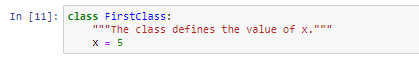 In [11]: class FirstClass:
"""The class defines the value of x."""
x = 5